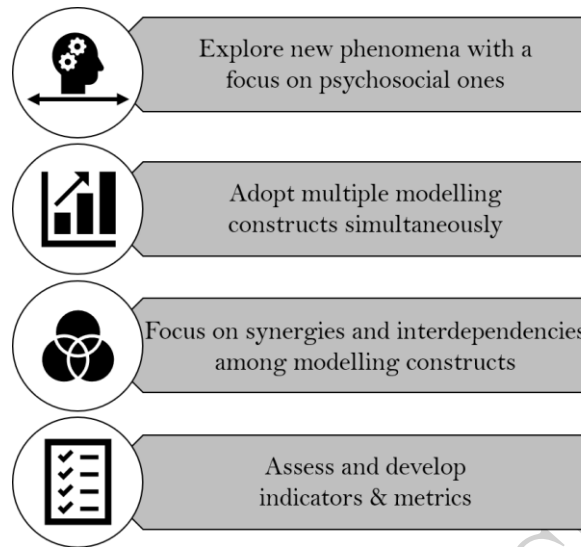 Explore new phenomena with a
focus on psychosocial ones
Adopt multiple modelling
constructs simultaneously
Focus on synergies and interdependencies
among modelling constructs
Assess and develop
indicators & metrics